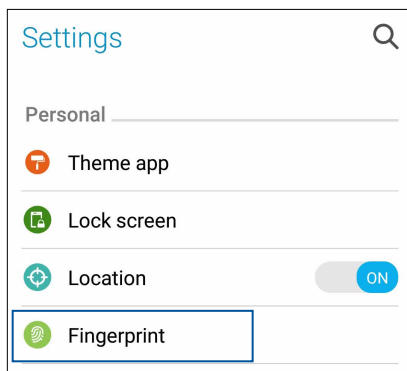 Settings
Personal
Theme app
Lock screen
Location ON
Fingerprint